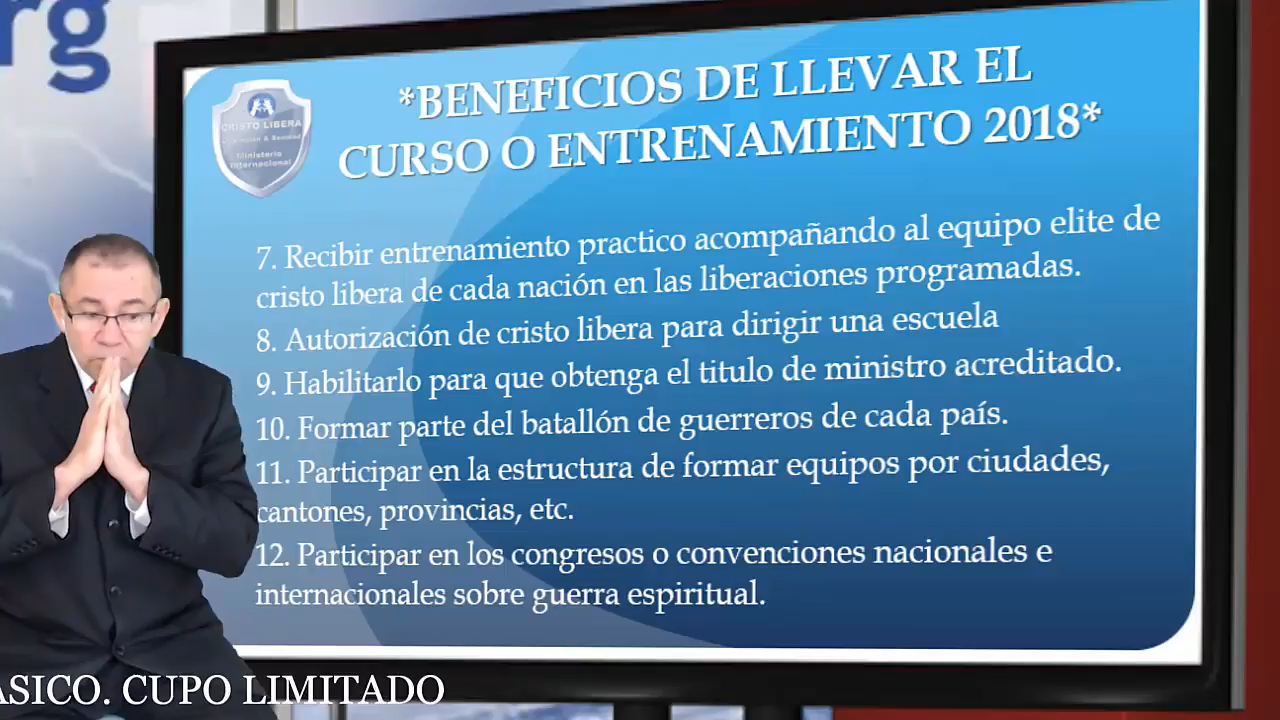 rg
*BENEFICIOS DE LLEVAR EL
CURSO O ENTRENAMIENTO 2018*
CRISTO LIBERA
Ministerio
Internacional
7. Recibir entrenamiento practico acompañando al equipo elite de
cristo libera de cada nación en las liberaciones programadas.
8. Autorización de cristo libera para dirigir una escuela
9. Habilitarlo para que obtenga el titulo de ministro acreditado.
10. Formar parte del batallón de guerreros de cada país.
11. Participar en la estructura de formar equipos por ciudades,
cantones, provincias, etc.
12. Participar en los congresos o convenciones nacionales e
internacionales sobre guerra espiritual.
ASICO. CUPO LIMITADO